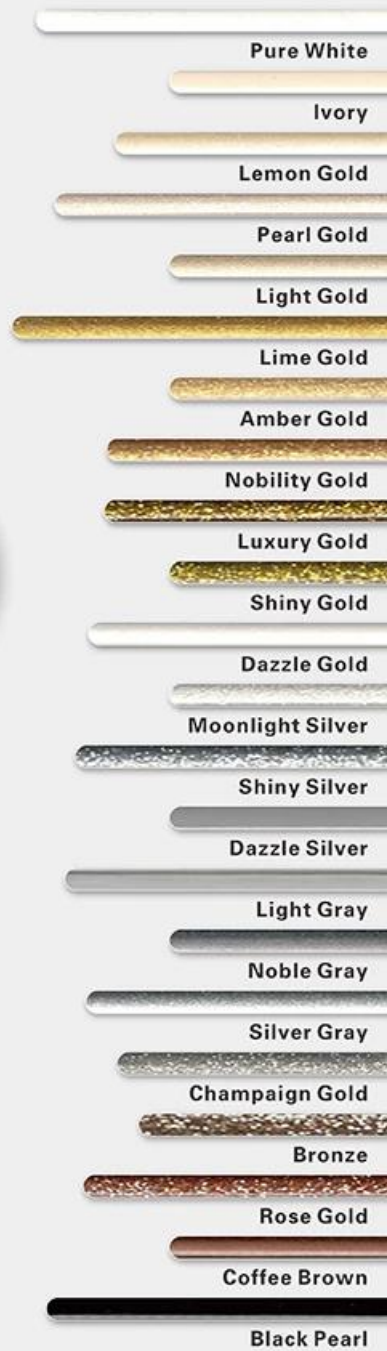 Pure White
Ivory
Lemon Gold
Pearl Gold
Light Gold
Lime Gold
Amber Gold
Nobility Gold
Luxury Gold
Shiny Gold
Dazzle Gold
Moonlight Silver
Shiny Silver
Dazzle Silver
Light Gray
Noble Gray
Silver Gray
Champaign Gold
Bronze
Rose Gold
Coffee Brown
Black Pearl